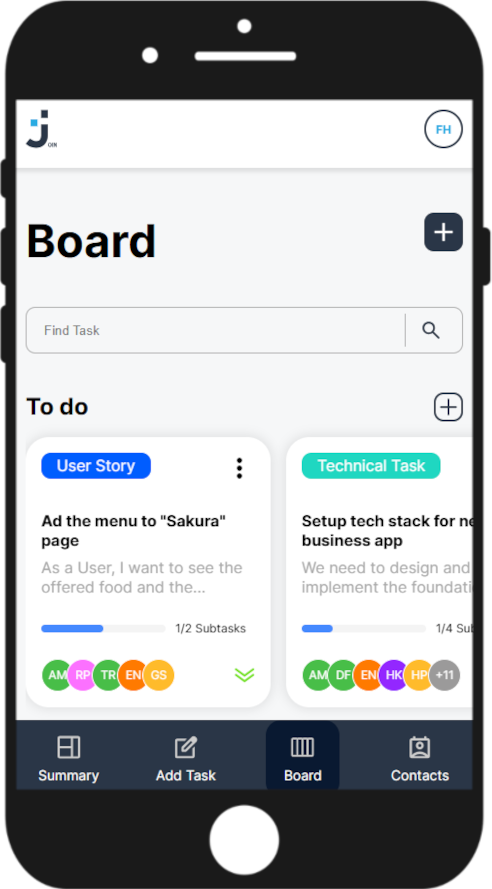 JOIN
FH
Board
Find Task
To do
User Story
Technical Task
Ad the menu to "Sakura"
page
Setup tech stack for ne
business app
As a User, I want to see the
offered food and the...
We need to design and
implement the foundati
1/2 Subtasks
1/4 Sub
AM RP TR EN GS
AM DF EN HK HP +11
Summary
Add Task
Board
Contacts